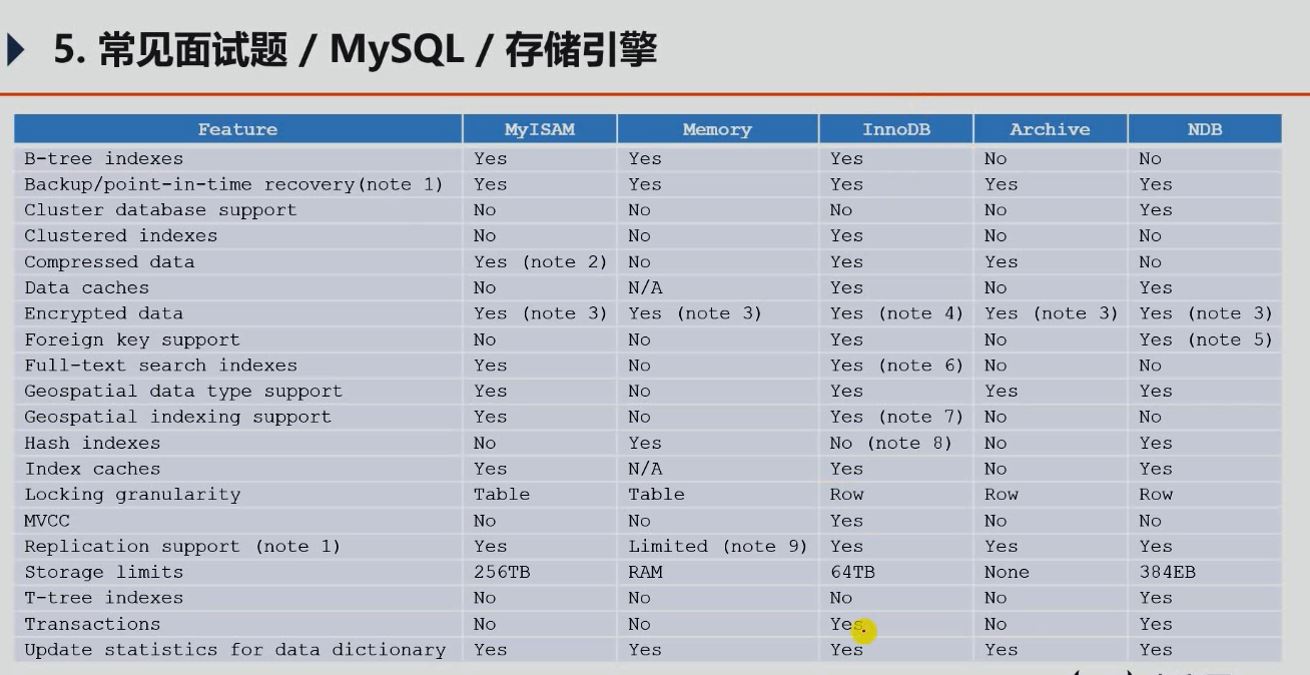 5. 常见面试题 / MySQL / 存储引擎
Feature MyISAM Memory InnoDB Archive NDB
B-tree indexes Yes Yes Yes No No
Backup/point-in-time recovery(note 1) Yes Yes Yes Yes Yes
Cluster database support No No No No Yes
Clustered indexes No No Yes No No
Compressed data Yes (note 2) No Yes Yes No
Data caches No N/A Yes No Yes
Encrypted data Yes (note 3) Yes (note 3) Yes (note 4) Yes (note 3) Yes (note 3)
Foreign key support No No Yes No Yes (note 5)
Full-text search indexes Yes No Yes (note 6) No No
Geospatial data type support Yes No Yes Yes Yes
Geospatial indexing support Yes No Yes (note 7) No No
Hash indexes No Yes No (note 8) No Yes
Index caches Yes N/A Yes No Yes
Locking granularity Table Table Row Row Row
MVCC No No Yes No No
Replication support (note 1) Yes Limited (note 9) Yes Yes Yes
Storage limits 256TB RAM 64TB None 384EB
T-tree indexes No No No No Yes
Transactions No No Yes No Yes
Update statistics for data dictionary Yes Yes Yes Yes Yes